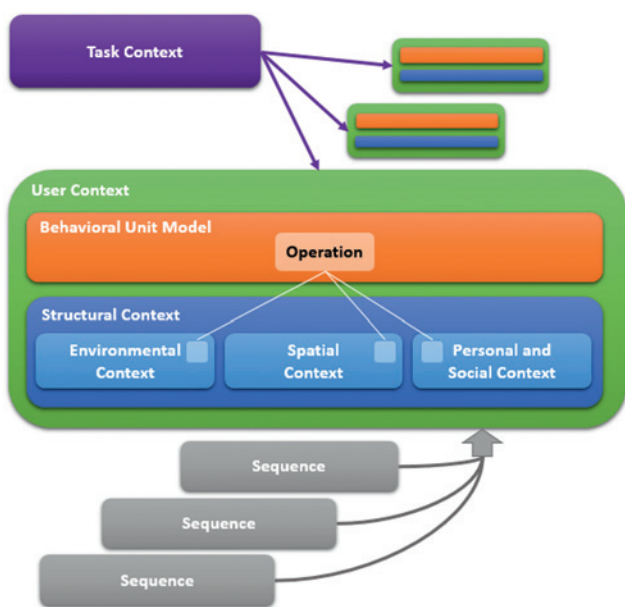 Task Context
User Context
Behavioral Unit Model
Operation
Structural Context
Environmental
Context
Spatial
Context
Personal and
Social Context
Sequence
Sequence
Sequence